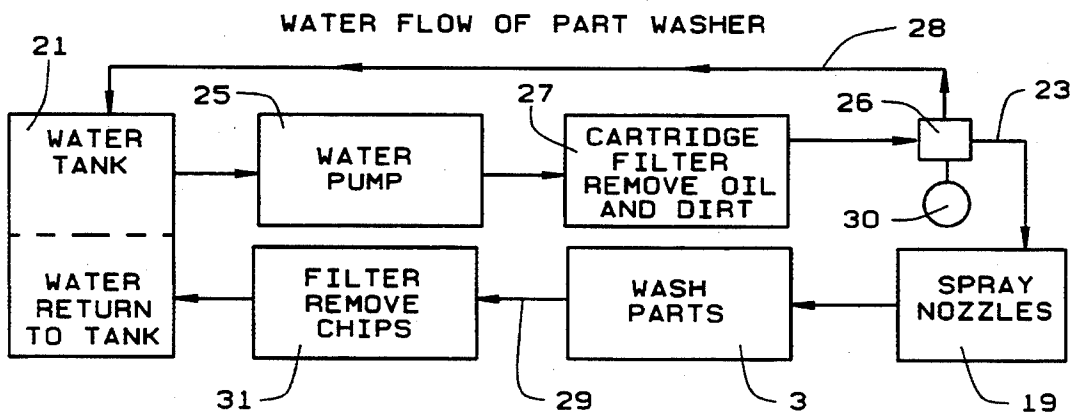 WATER FLOW OF PART WASHER
21
28
25
27
26
23
WATER
TANK
WATER
PUMP
CARTRIDGE
FILTER
REMOVE OIL
AND DIRT
30
WATER
RETURN
TO TANK
FILTER
REMOVE
CHIPS
WASH
PARTS
SPRAY
NOZZLES
31
29
3
19